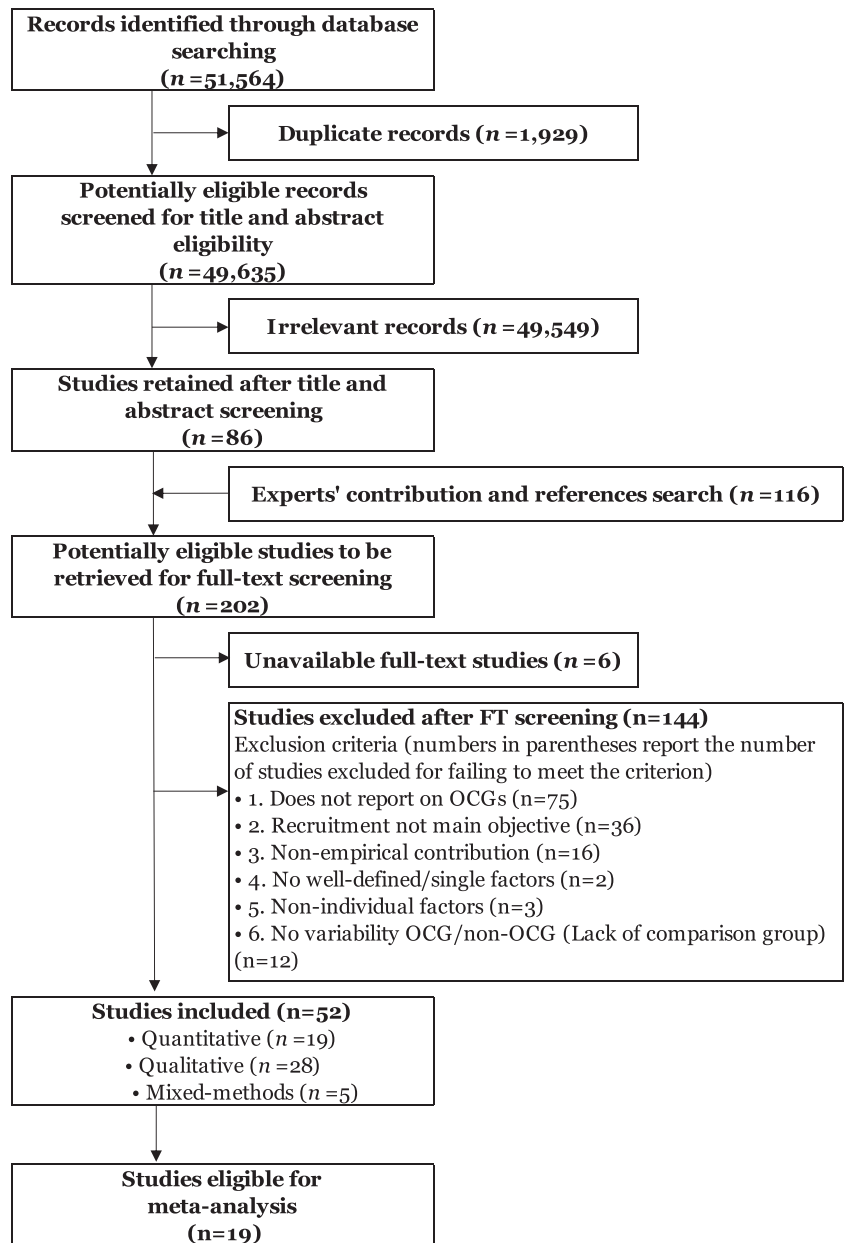 Records identified through database
searching
(n =51,564)
Duplicate records (n =1,929)
Potentially eligible records
screened for title and abstract
eligibility
(n =49,635)
Irrelevant records (n =49,549)
Studies retained after title and
abstract screening
(n =86)
Experts' contribution and references search (n =116)
Potentially eligible studies to be
retrieved for full-text screening
(n =202)
Unavailable full-text studies (n =6)
Studies excluded after FT screening (n=144)
Exclusion criteria (numbers in parentheses report the number
of studies excluded for failing to meet the criterion)
• 1. Does not report on OCGs (n=75)
• 2. Recruitment not main objective (n=36)
• 3. Non-empirical contribution (n=16)
• 4. No well-defined/single factors (n=2)
• 5. Non-individual factors (n=3)
• 6. No variability OCG/non-OCG (Lack of comparison group)
(n=12)
Studies included (n=52)
• Quantitative (n =19)
• Qualitative (n =28)
• Mixed-methods (n =5)
Studies eligible for
meta-analysis
(n=19)